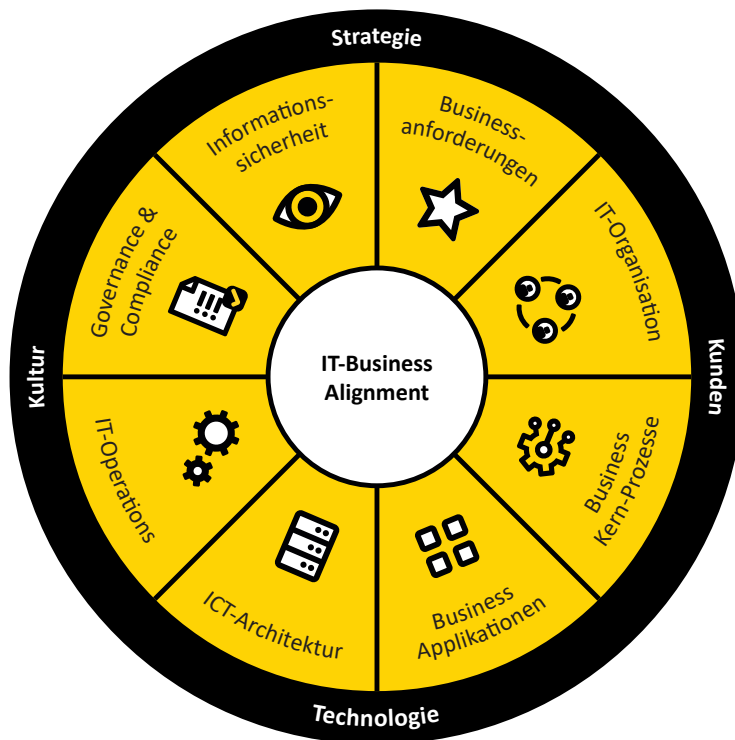 Strategie
Informations-
sicherheit
Business-
anforderungen
Governance &
Compliance
IT-Organisation
Kultur
IT-Business
Alignment
Kunden
IT-Operations
Business
Kern-Prozesse
ICT-Architektur
Business
Applikationen
Technologie